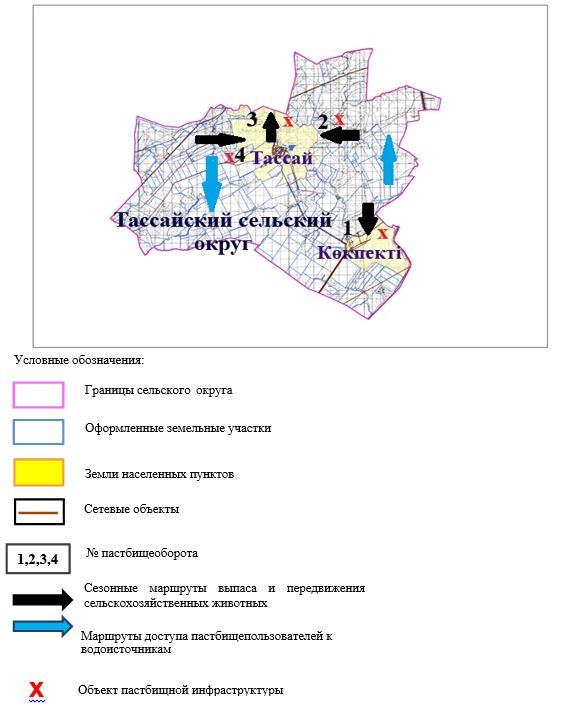 3
х
2
х
х4
Тассай
Тассайский сельский
округ
1
х
Көкпекті
Условные обозначения:
Границы сельского округа
Оформленные земельные участки
Земли населенных пунктов
Сетевые объекты
1,2,3,4
№ пастбищеоборота
Сезонные маршруты выпаса и передвижения
сельскохозяйственных животных
Маршруты доступа пастбищепользователей к
водоисточникам
х
Объект пастбищной инфраструктуры